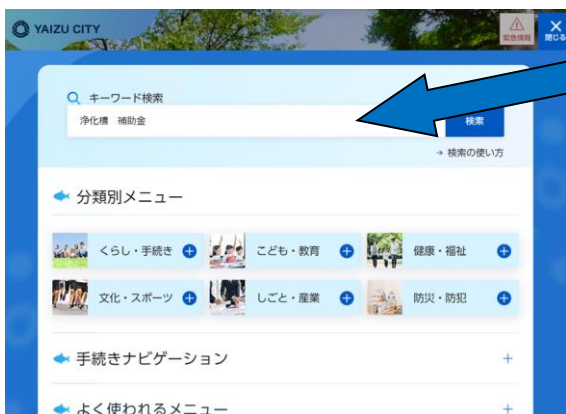 YAIZU CITY
緊急情報
閉じる
キーワード検索
浄化槽　補助金
検索
→ 検索の使い方
分類別メニュー
くらし・手続き
こども・教育
健康・福祉
文化・スポーツ
しごと・産業
防災・防犯
手続きナビゲーション
よく使われるメニュー